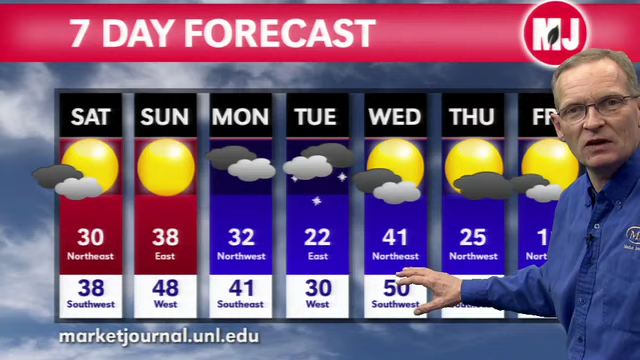 7 DAY FORECAST
MJ
SAT SUN MON TUE WED THU
30 38 32 22 41 25
Northeast East Northwest East Northeast Northwest
38 48 41 30 50
Southwest West Southeast West Southwest
marketjournal.unl.edu